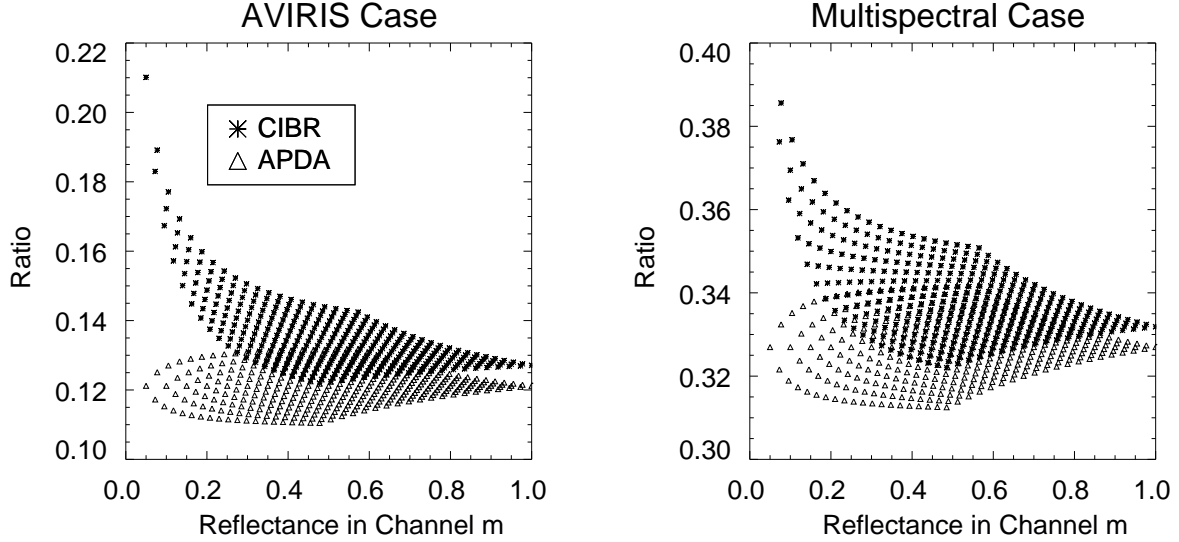 AVIRIS Case
0.22
0.20
0.18
0.16
0.14
0.12
0.10
Ratio
CIBR
APDA
0.0 0.2 0.4 0.6 0.8 1.0
Reflectance in Channel m
Multispectral Case
0.40
0.38
0.36
0.34
0.32
0.30
Ratio
0.0 0.2 0.4 0.6 0.8 1.0
Reflectance in Channel m